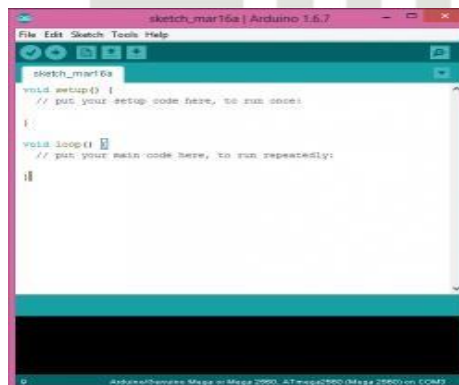 sketch_mar16a | Arduino 1.6.7
File Edit Sketch Tools Help
sketch_mar16a
void setup() {
// put your setup code here, to run once:
}
void loop() {
// put your main code here, to run repeatedly:
}
9
Arduino/Genuino Mega or Mega 2560, ATmega2560 (Mega 2560) on COM3